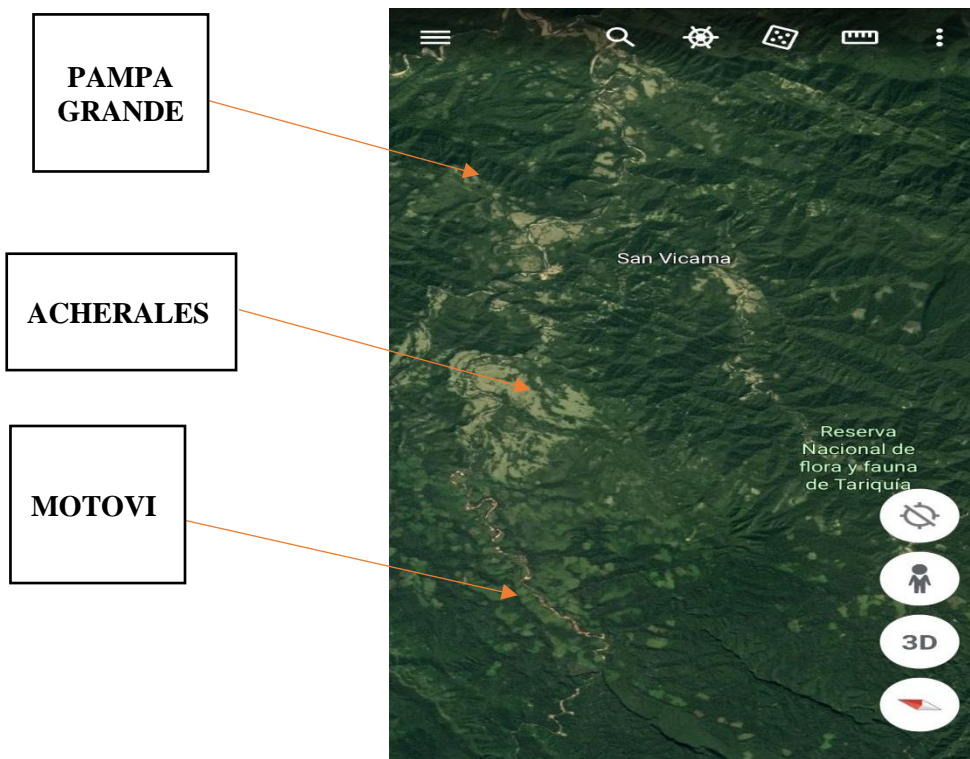 PAMPA
GRANDE
San Vicama
ACHERALES
Reserva
Nacional de
flora y fauna
de Tariquía
MOTOVI
3D